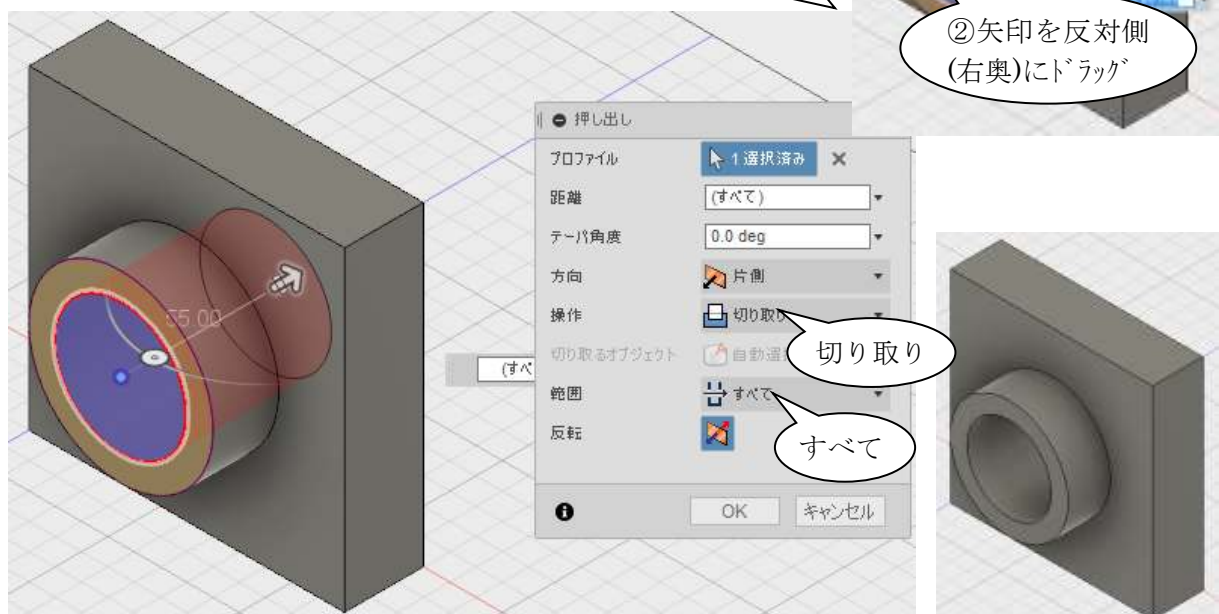 ②矢印を反対側
(右奥)にﾄﾞﾗｯｸﾞ
押し出し
プロファイル
1 選択済み
距離
(すべて)
テーパ角度
0.0 deg
方向
片側
操作
切り取り
切り取り
切り取るオブジェクト
範囲
すべて
すべて
反転
OK
キャンセル
55.00